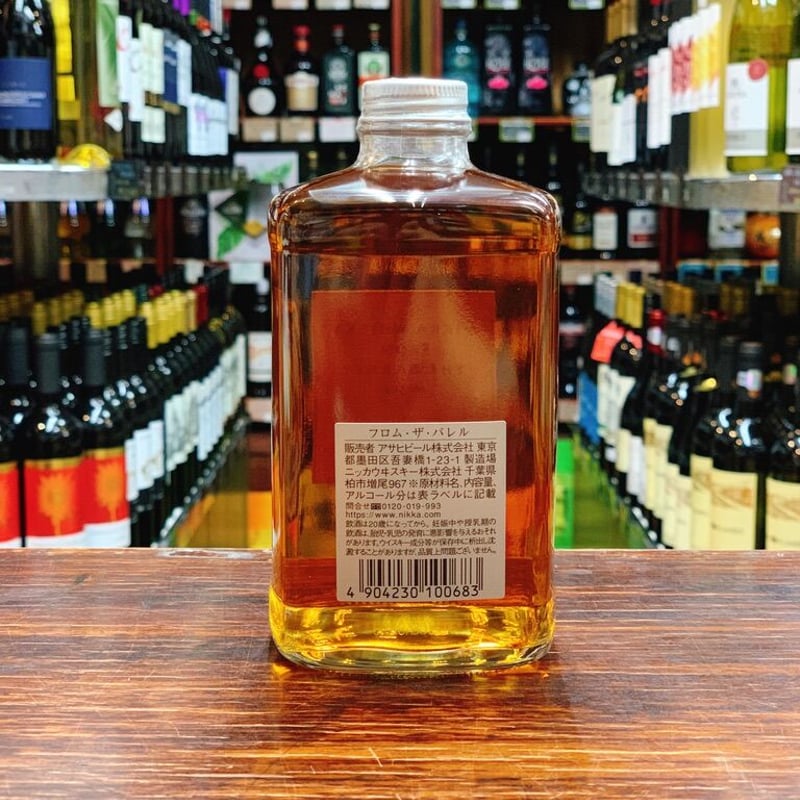 フロム・ザ・バレル
販売者 アサヒビール株式会社 東京
都墨田区吾妻橋1-23-1 製造場
ニッカウヰスキー株式会社 千葉県
柏市増尾967 ※原材料名、内容量、
アルコール分は表ラベルに記載
問合せ☎0120-019-993
https://www.nikka.com
飲酒は20歳になってから。妊娠中や授乳期の
飲酒は、胎児・乳児の発育に悪影響を与えるおそれ
があります。ウイスキー成分等が保存中に析出し沈
澱することがありますが、品質上問題ございません。
4 904230 100683